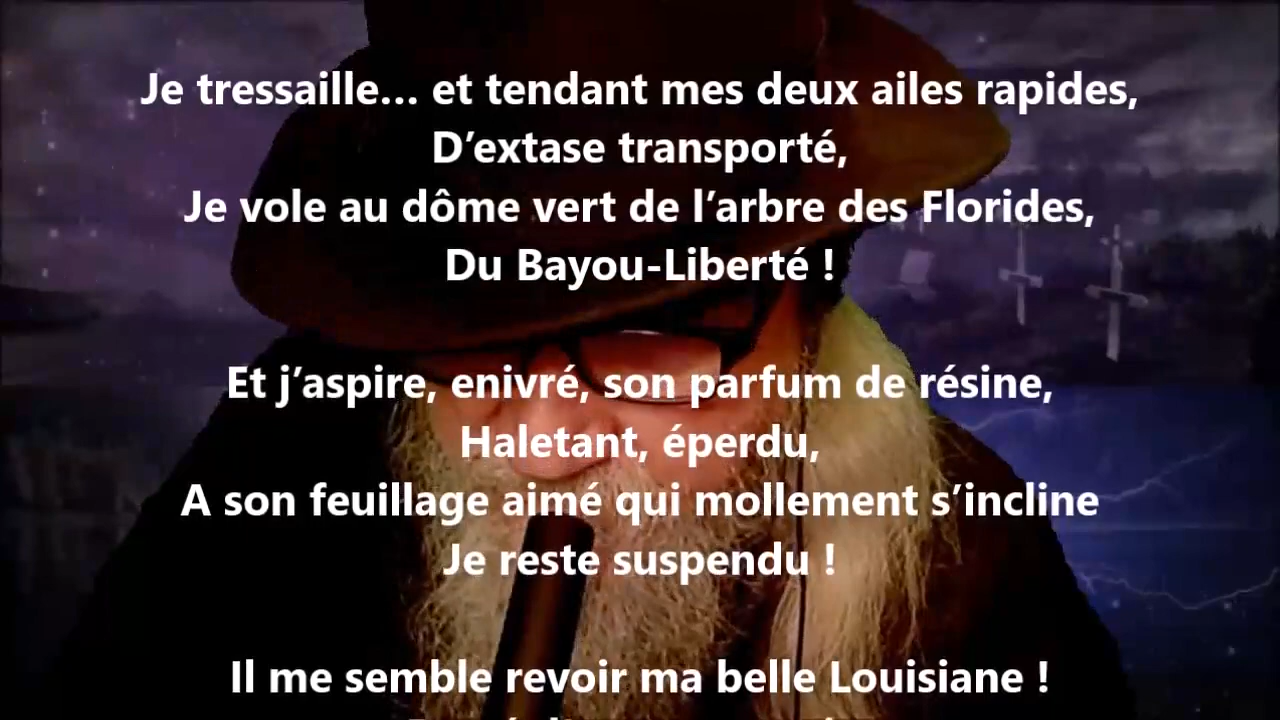 Je tressaille… et tendant mes deux ailes rapides,
D’extase transporté,
Je vole au dôme vert de l’arbre des Florides,
Du Bayou-Liberté !
Et j’aspire, enivré, son parfum de résine,
Haletant, éperdu,
A son feuillage aimé qui mollement s’incline
Je reste suspendu !
Il me semble revoir ma belle Louisiane !